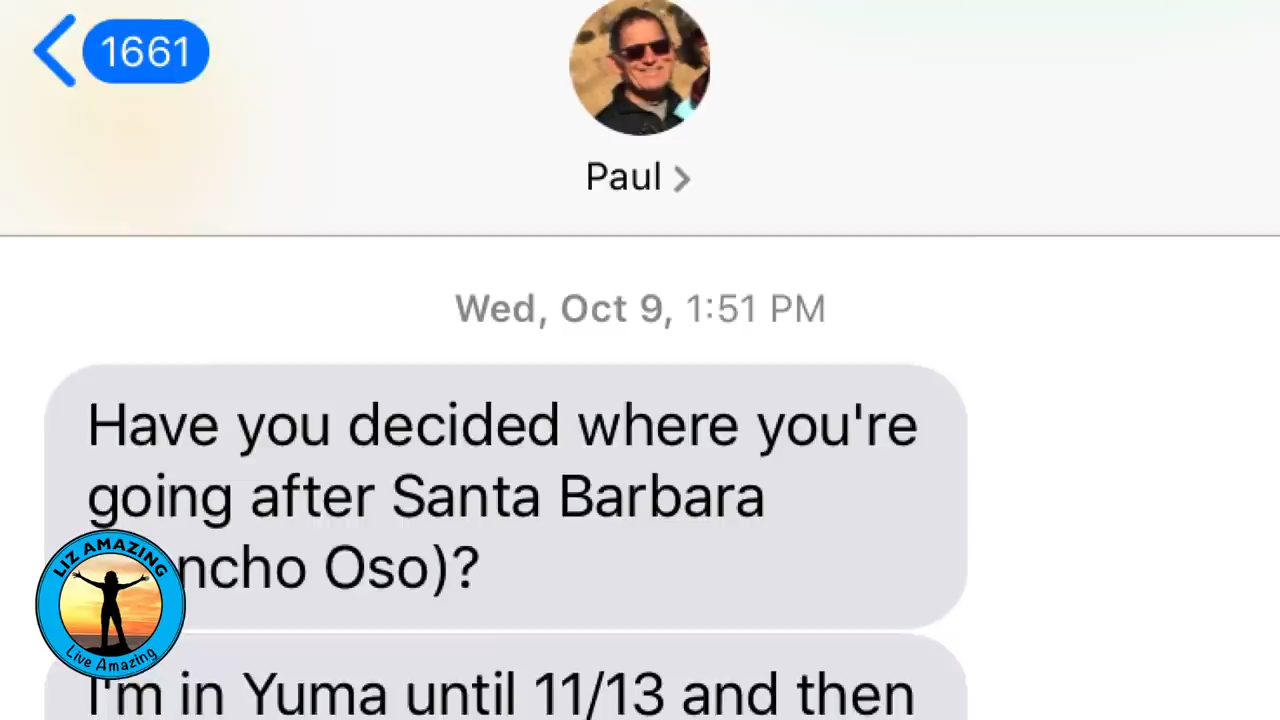 1661
Paul
Wed, Oct 9, 1:51 PM
Have you decided where you're
going after Santa Barbara
ncho Oso)?
LIZ AMAZING
Live Amazing
I'm in Yuma until 11/13 and then